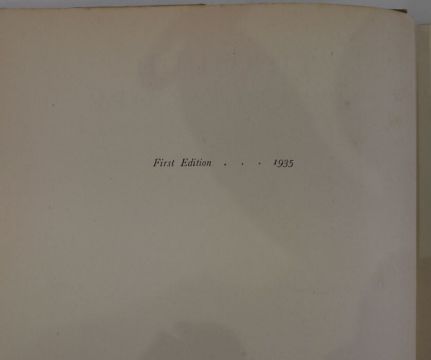 First Edition . . . 1935